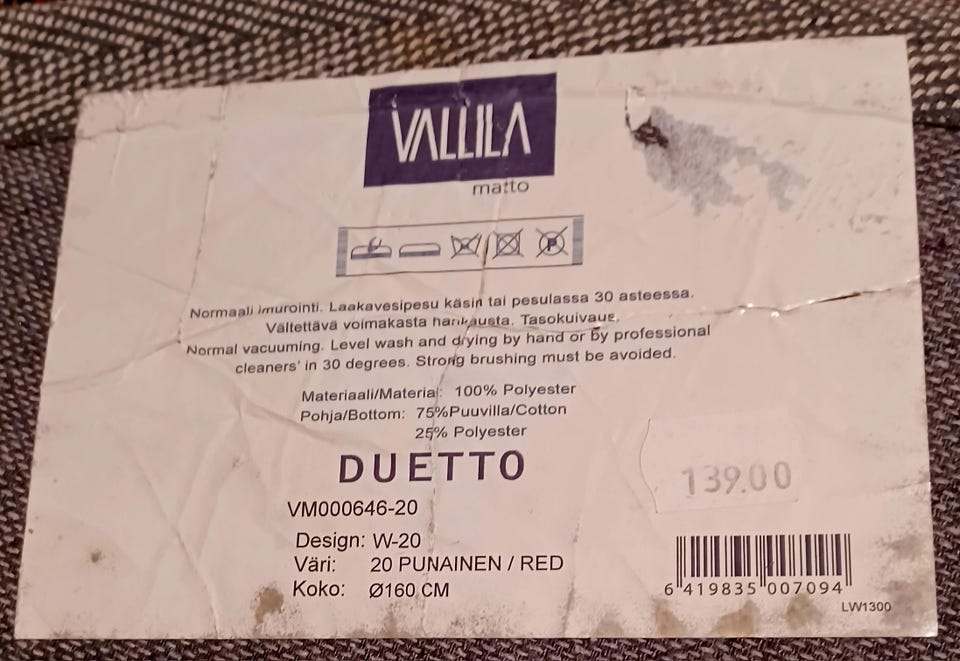 VALLILA
matto
P
Normaali imurointi. Laakavesipesu käsin tai pesulassa 30 asteessa.
Vältettävä voimakasta hankausta. Tasokuivaus.
Normal vacuuming. Level wash and drying by hand or by professional
cleaners' in 30 degrees. Strong brushing must be avoided.
Materiaali/Material: 100% Polyester
Pohja/Bottom: 75%Puuvilla/Cotton
25% Polyester
DUETTO
VM000646-20
Design: W-20
Väri: 20 PUNAINEN / RED
Koko: Ø160 CM
139.00
6 419835 007094
LW1300